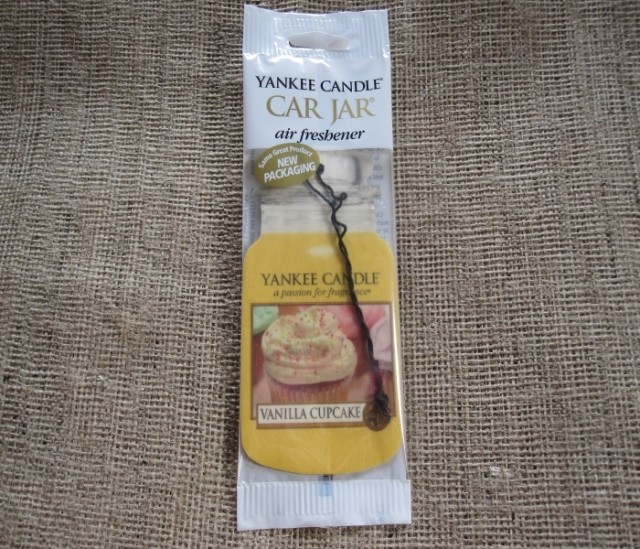 YANKEE CANDLE®
CAR JAR®
air freshener
Same Great Product
NEW
PACKAGING
YANKEE CANDLE
a passion for fragrance®
VANILLA CUPCAKE